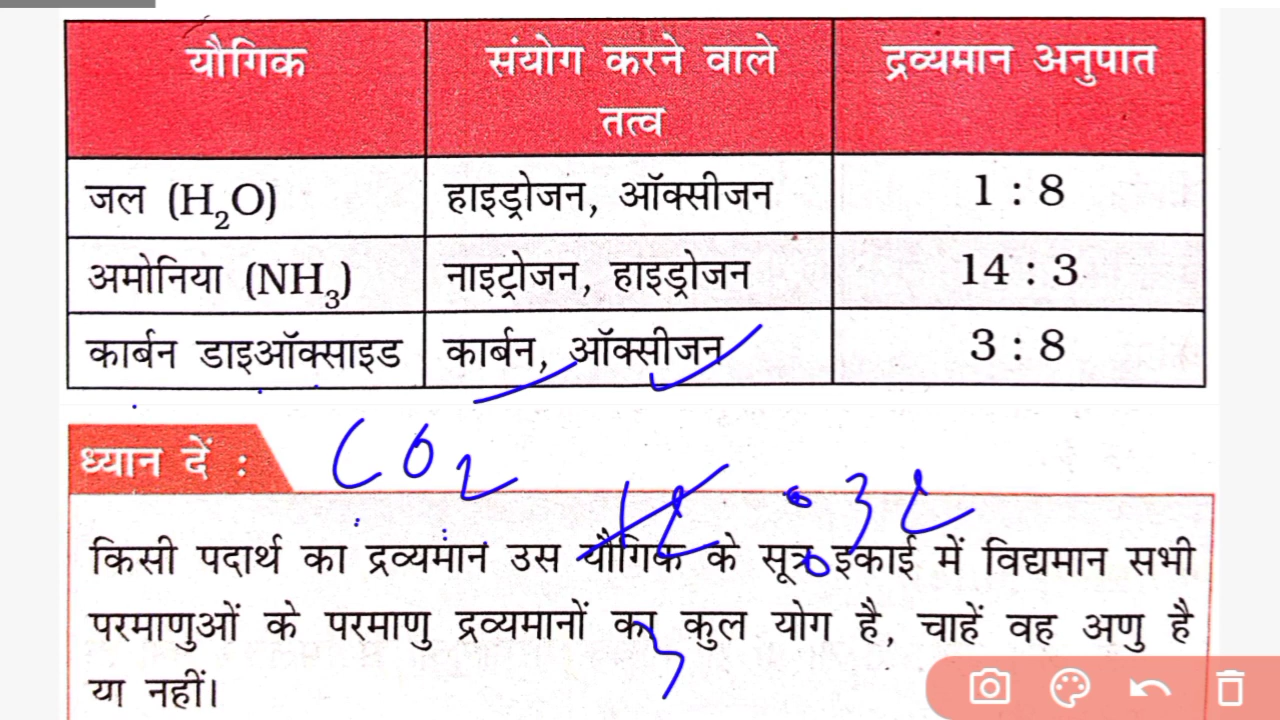 यौगिक
संयोग करने वाले
तत्व
द्रव्यमान अनुपात
जल (H₂O) हाइड्रोजन, ऑक्सीजन 1 : 8
अमोनिया (NH₃) नाइट्रोजन, हाइड्रोजन 14 : 3
कार्बन डाइऑक्साइड कार्बन, ऑक्सीजन 3 : 8
ध्यान दें :
CO₂
12 : 32
किसी पदार्थ का द्रव्यमान उस यौगिक के सूत्र इकाई में विद्यमान सभी
परमाणुओं के परमाणु द्रव्यमानों का कुल योग है, चाहें वह अणु है
3
या नहीं।